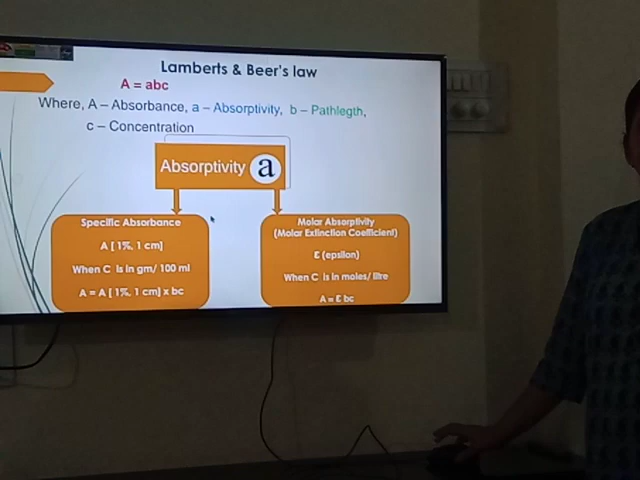 Lamberts & Beer's law
A = abc
Where, A – Absorbance, a – Absorptivity, b – Pathlegth,
c – Concentration
Absorptivity a
Specific Absorbance
A [ 1%, 1 cm]
When C is in gm/ 100 ml
A = A [ 1%, 1 cm] x bc
Molar Absorptivity
(Molar Extinction Coefficient)
Ɛ (epsilon)
When C is in moles/ litre
A = Ɛ bc